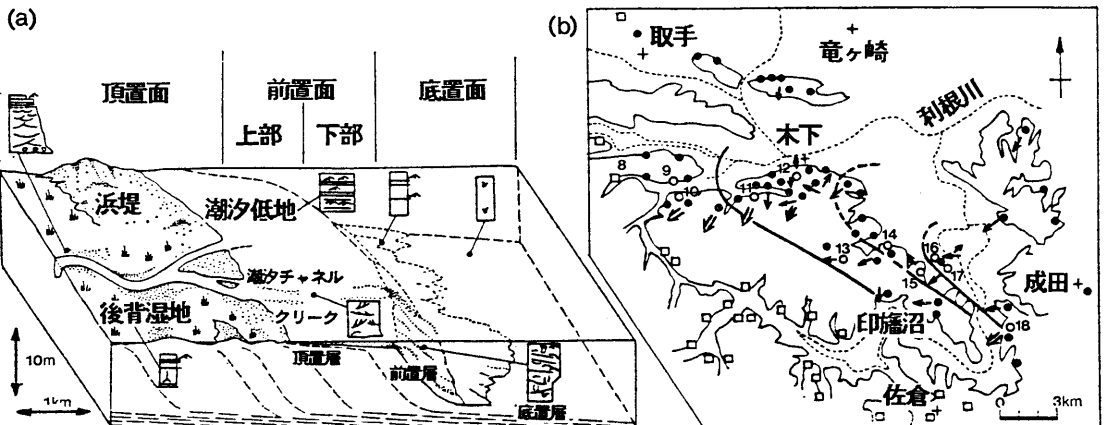 (a)
頂置面
前置面
底置面
上部
下部
浜堤
潮汐低地
潮汐チャネル
後背湿地
クリーク
頂置層
前置層
底置層
10m
1km
(b)
取手
竜ヶ崎
利根川
木下
8
9
10
11
12
13
14
15
16
17
18
成田
印旛沼
佐倉
0
3km